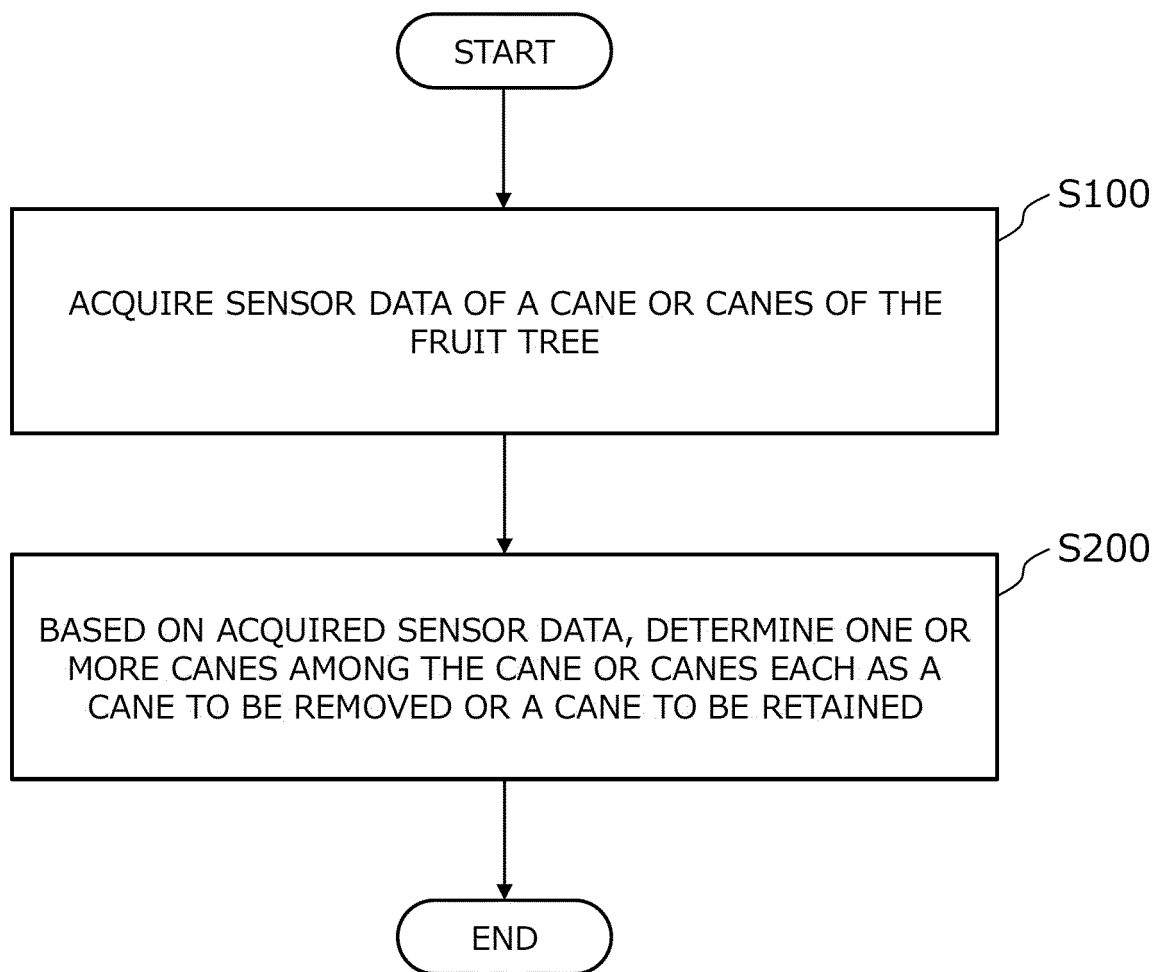 START
S100
ACQUIRE SENSOR DATA OF A CANE OR CANES OF THE
FRUIT TREE
S200
BASED ON ACQUIRED SENSOR DATA, DETERMINE ONE OR
MORE CANES AMONG THE CANE OR CANES EACH AS A
CANE TO BE REMOVED OR A CANE TO BE RETAINED
END